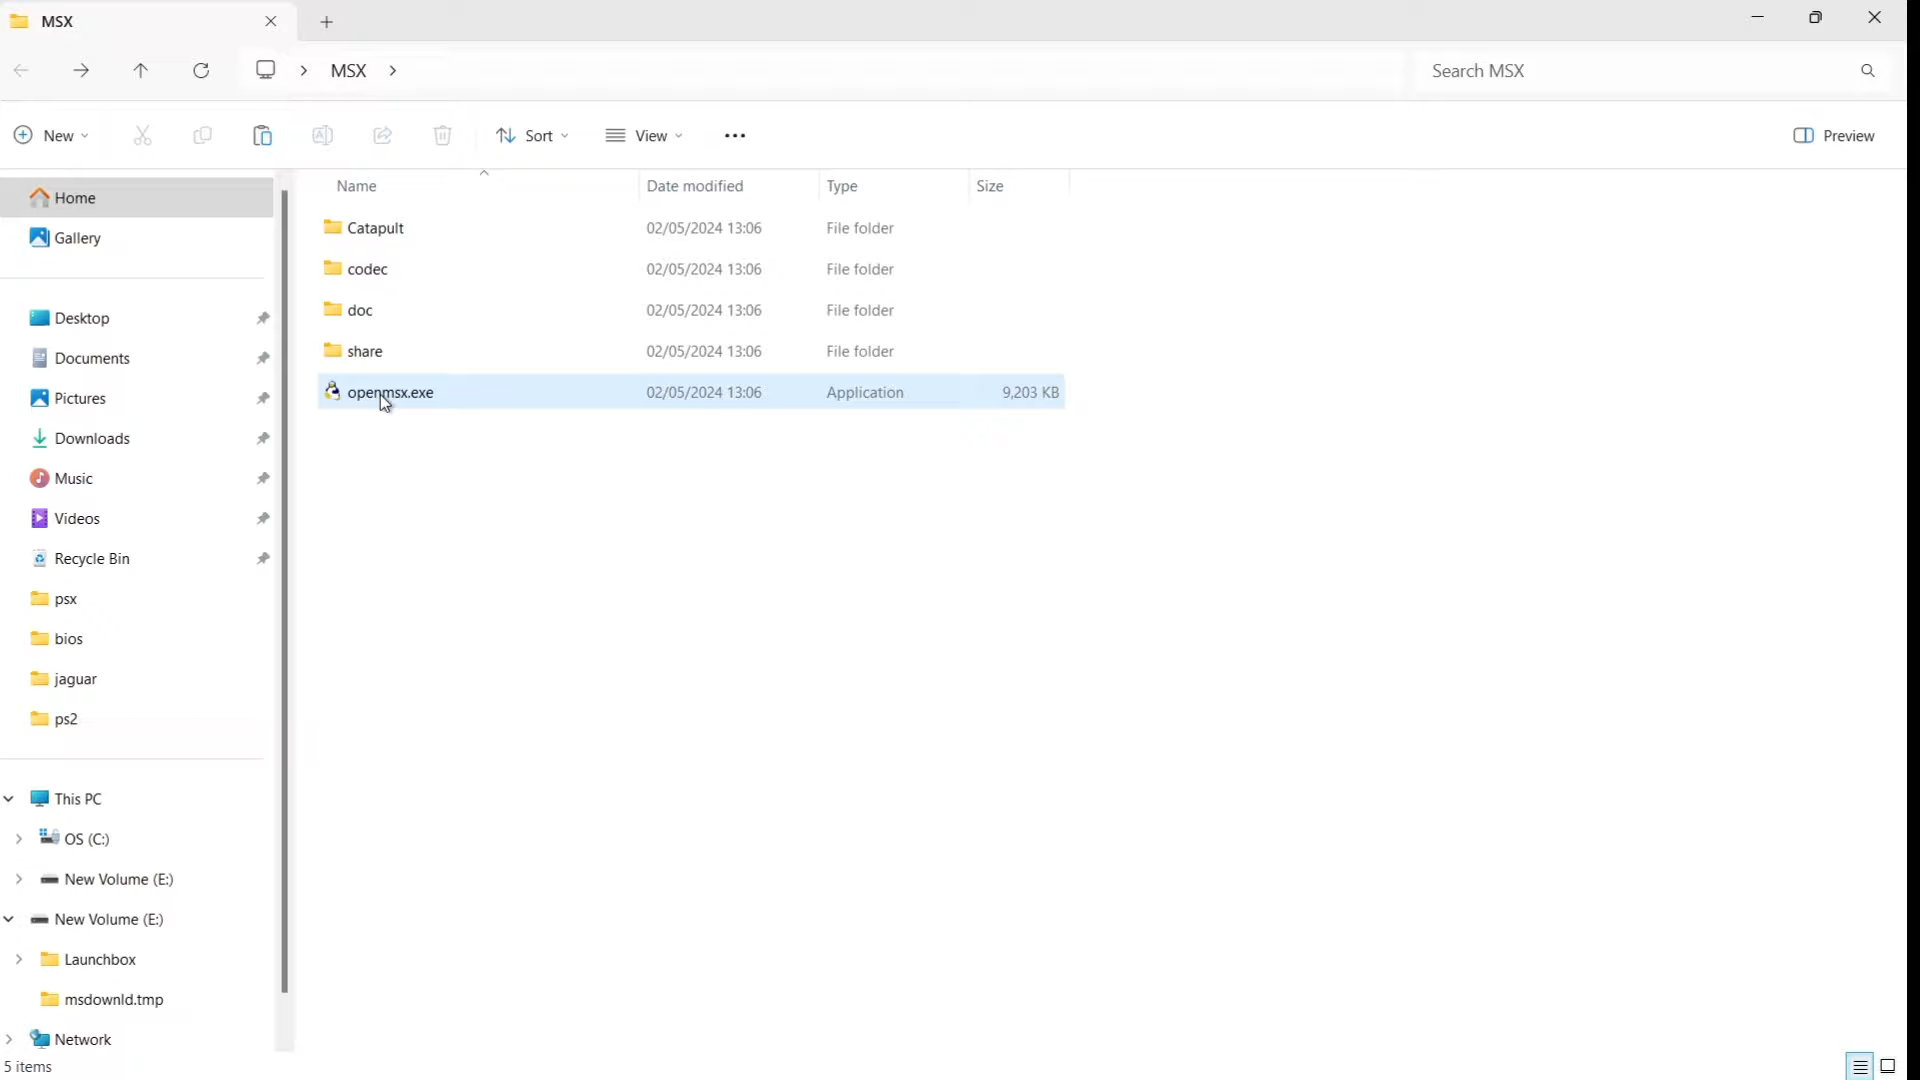 MSX
MSX
Search MSX
New
Sort
View
Preview
Name
Date modified
Type
Size
Home
Gallery
Desktop
Documents
Pictures
Downloads
Music
Videos
Recycle Bin
psx
bios
jaguar
ps2
This PC
OS (C:)
New Volume (E:)
New Volume (E:)
Launchbox
msdownld.tmp
Network
Catapult 02/05/2024 13:06 File folder
codec 02/05/2024 13:06 File folder
doc 02/05/2024 13:06 File folder
share 02/05/2024 13:06 File folder
openmsx.exe 02/05/2024 13:06 Application 9,203 KB
5 items